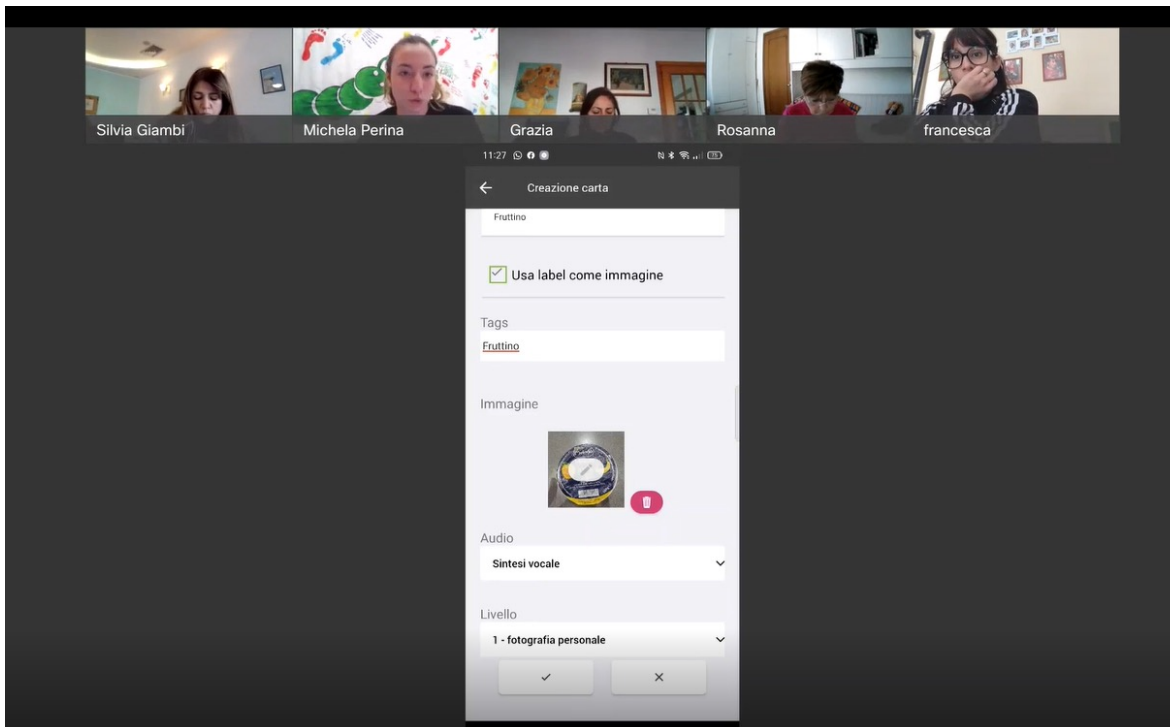 Silvia Giambi
Michela Perina
Grazia
Rosanna
francesca
11:27
Creazione carta
Fruttino
Usa label come immagine
Tags
Fruttino
Immagine
Audio
Sintesi vocale
Livello
1 - fotografia personale